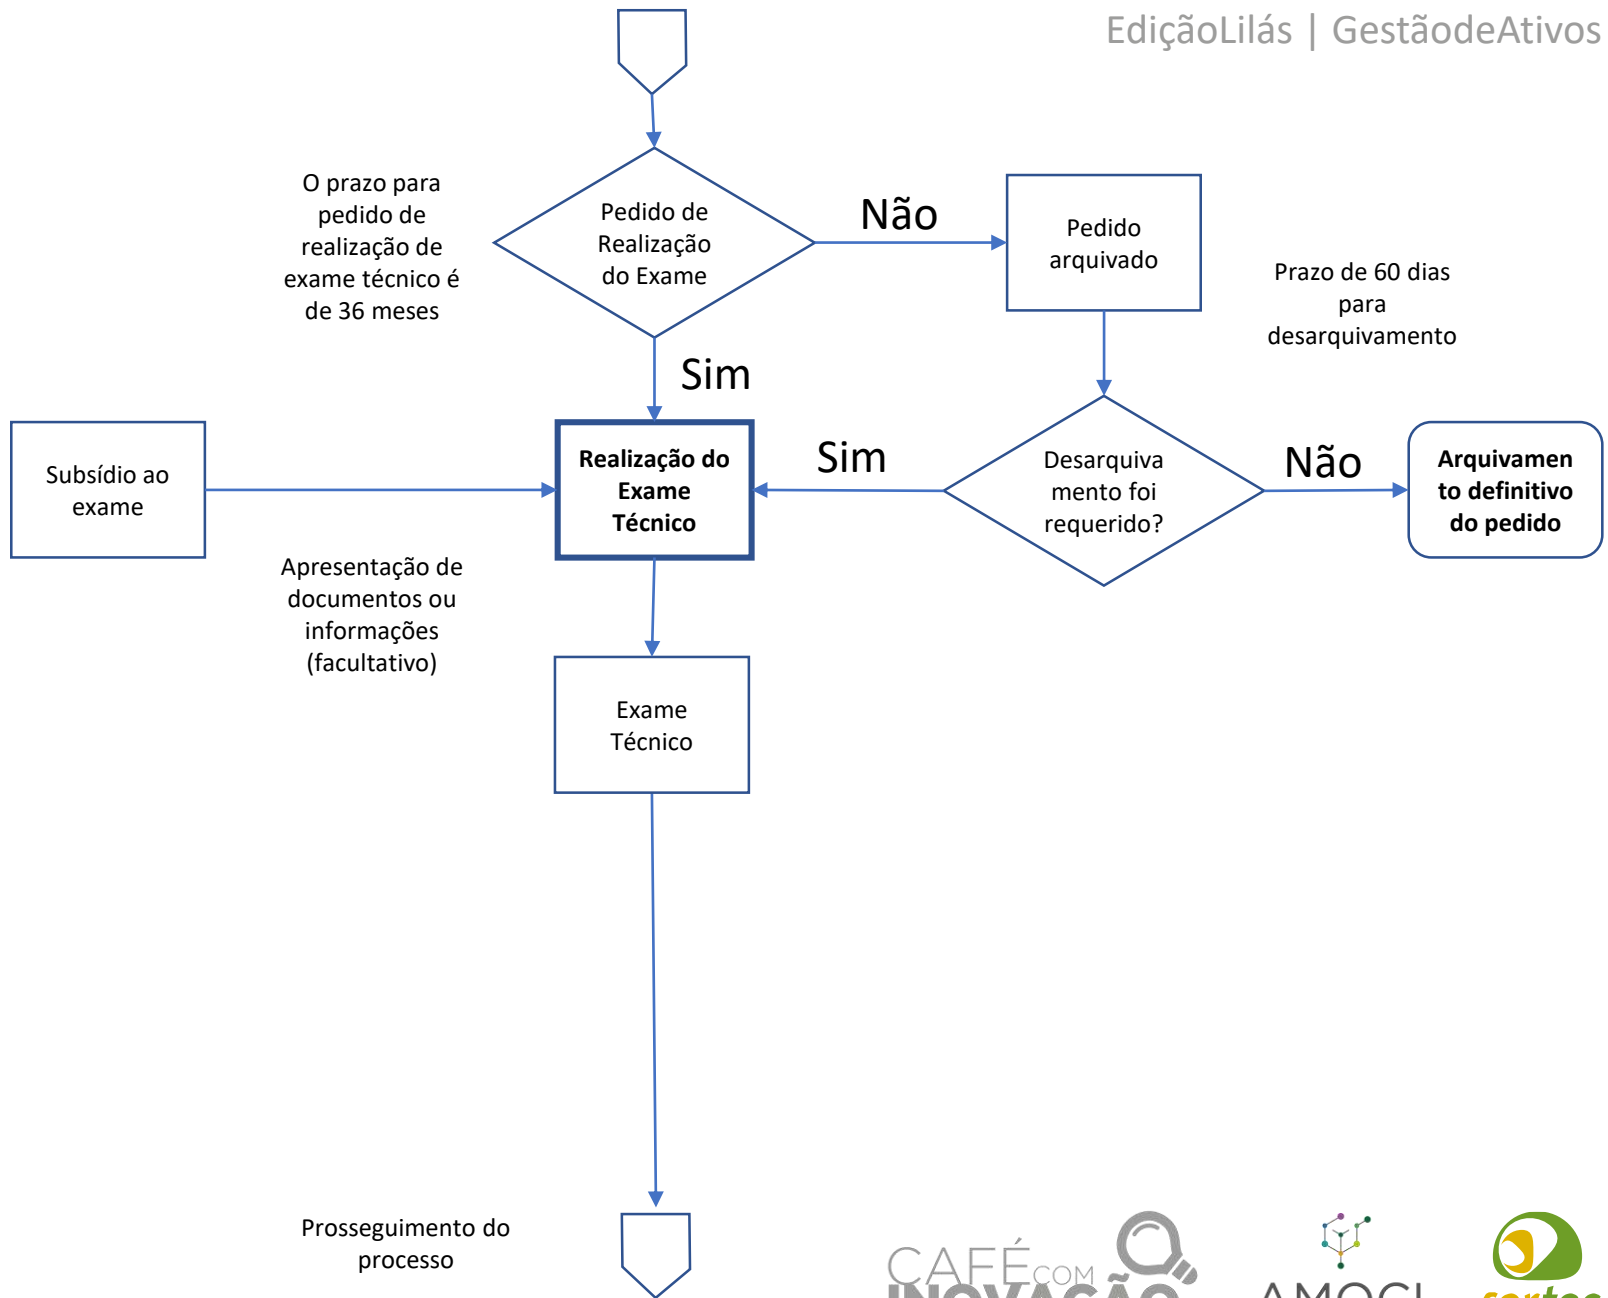 EdiçãoLilás | GestãodeAtivos
O prazo para
pedido de
realização de
exame técnico é
de 36 meses
Pedido de
Realização
do Exame
Não
Pedido
arquivado
Prazo de 60 dias
para
desarquivamento
Sim
Subsídio ao
exame
Realização do
Exame
Técnico
Sim
Desarquiva
mento foi
requerido?
Não
Arquivamen
to definitivo
do pedido
Apresentação de
documentos ou
informações
(facultativo)
Exame
Técnico
Prosseguimento do
processo
CAFÉ COM
INOVAÇÃO
AMOCI
sertec